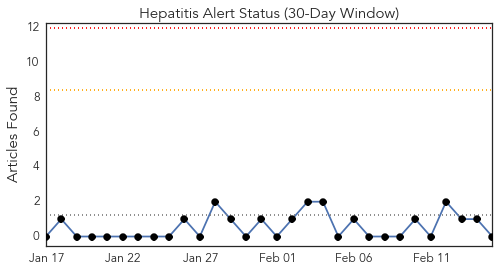 Hepatitis Alert Status (30-Day Window)
Articles Found
12
10
8
6
4
2
0
Jan 17 Jan 22 Jan 27 Feb 01 Feb 06 Feb 11